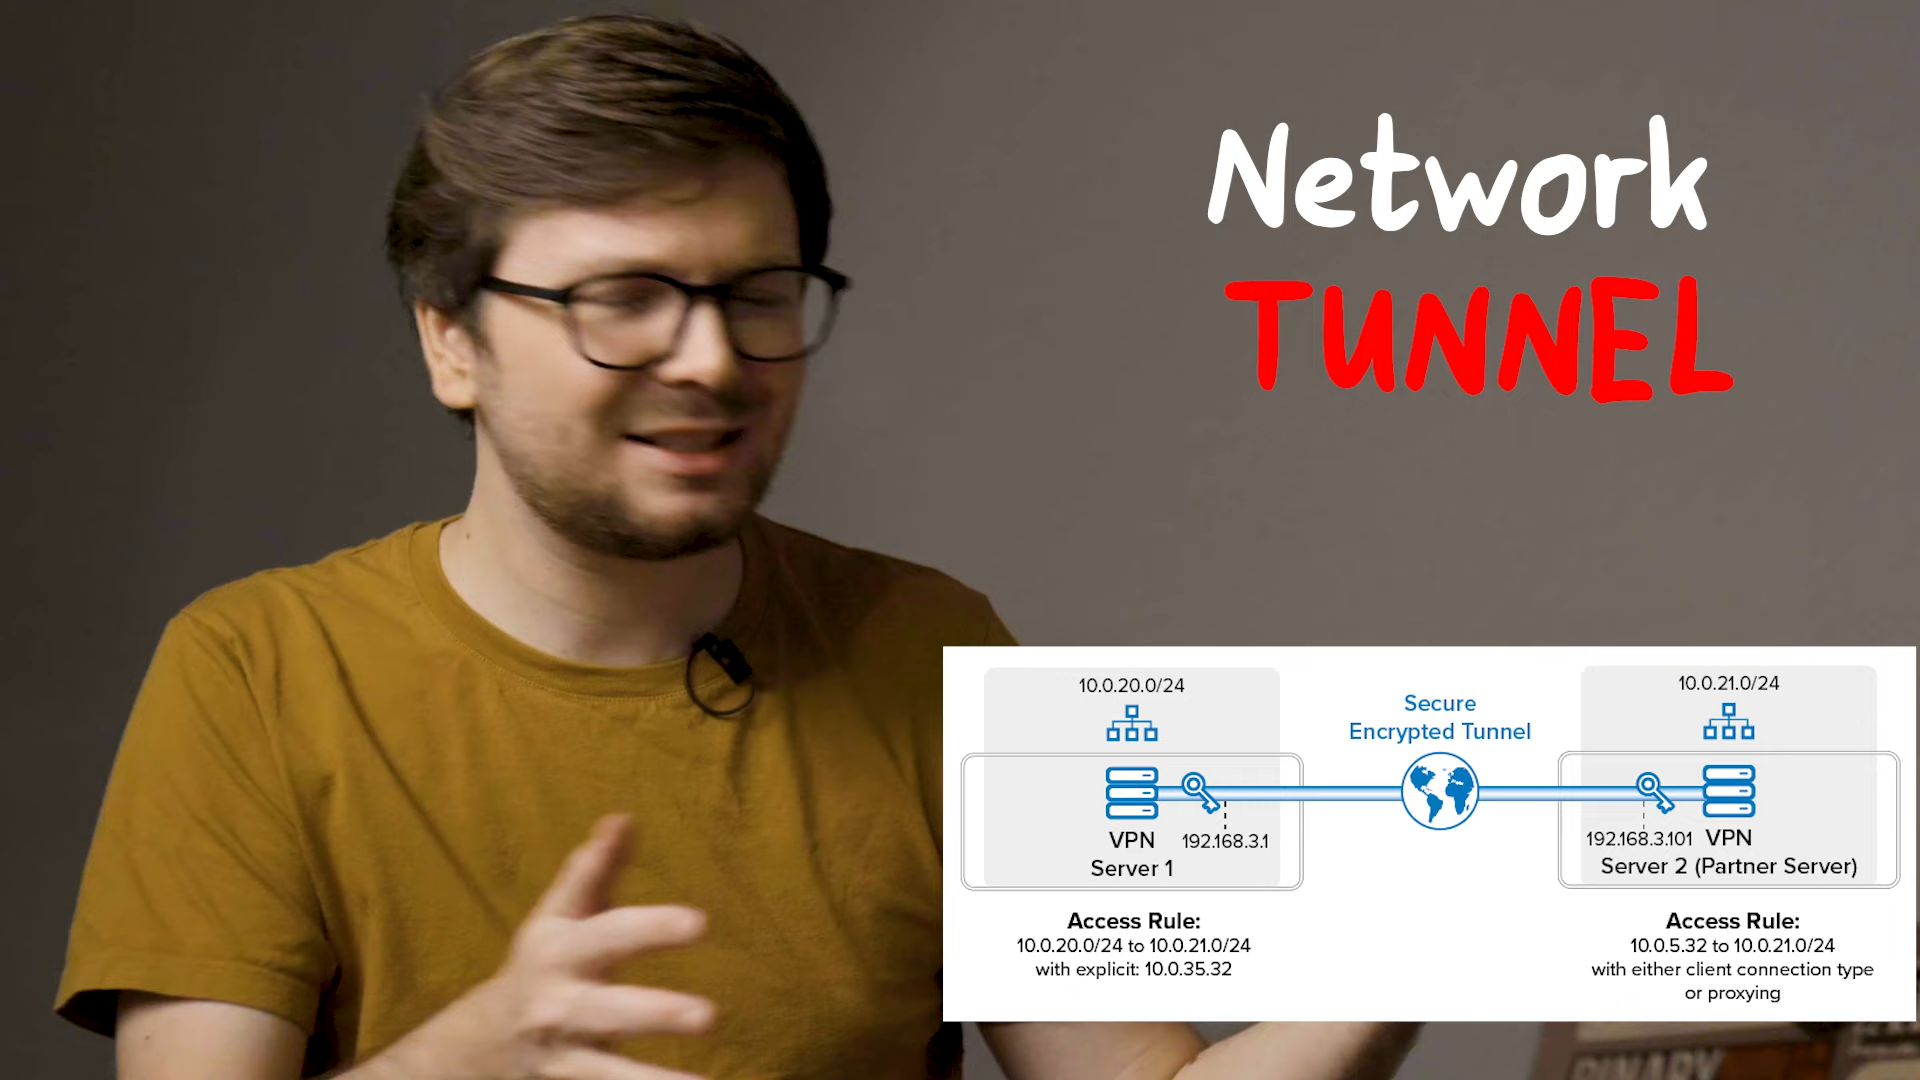 Network
TUNNEL
10.0.20.0/24
10.0.21.0/24
Secure
Encrypted Tunnel
VPN
192.168.3.1
Server 1
192.168.3.101
VPN
Server 2 (Partner Server)
Access Rule:
10.0.20.0/24 to 10.0.21.0/24
with explicit: 10.0.35.32
Access Rule:
10.0.5.32 to 10.0.21.0/24
with either client connection type
or proxying
BINARY